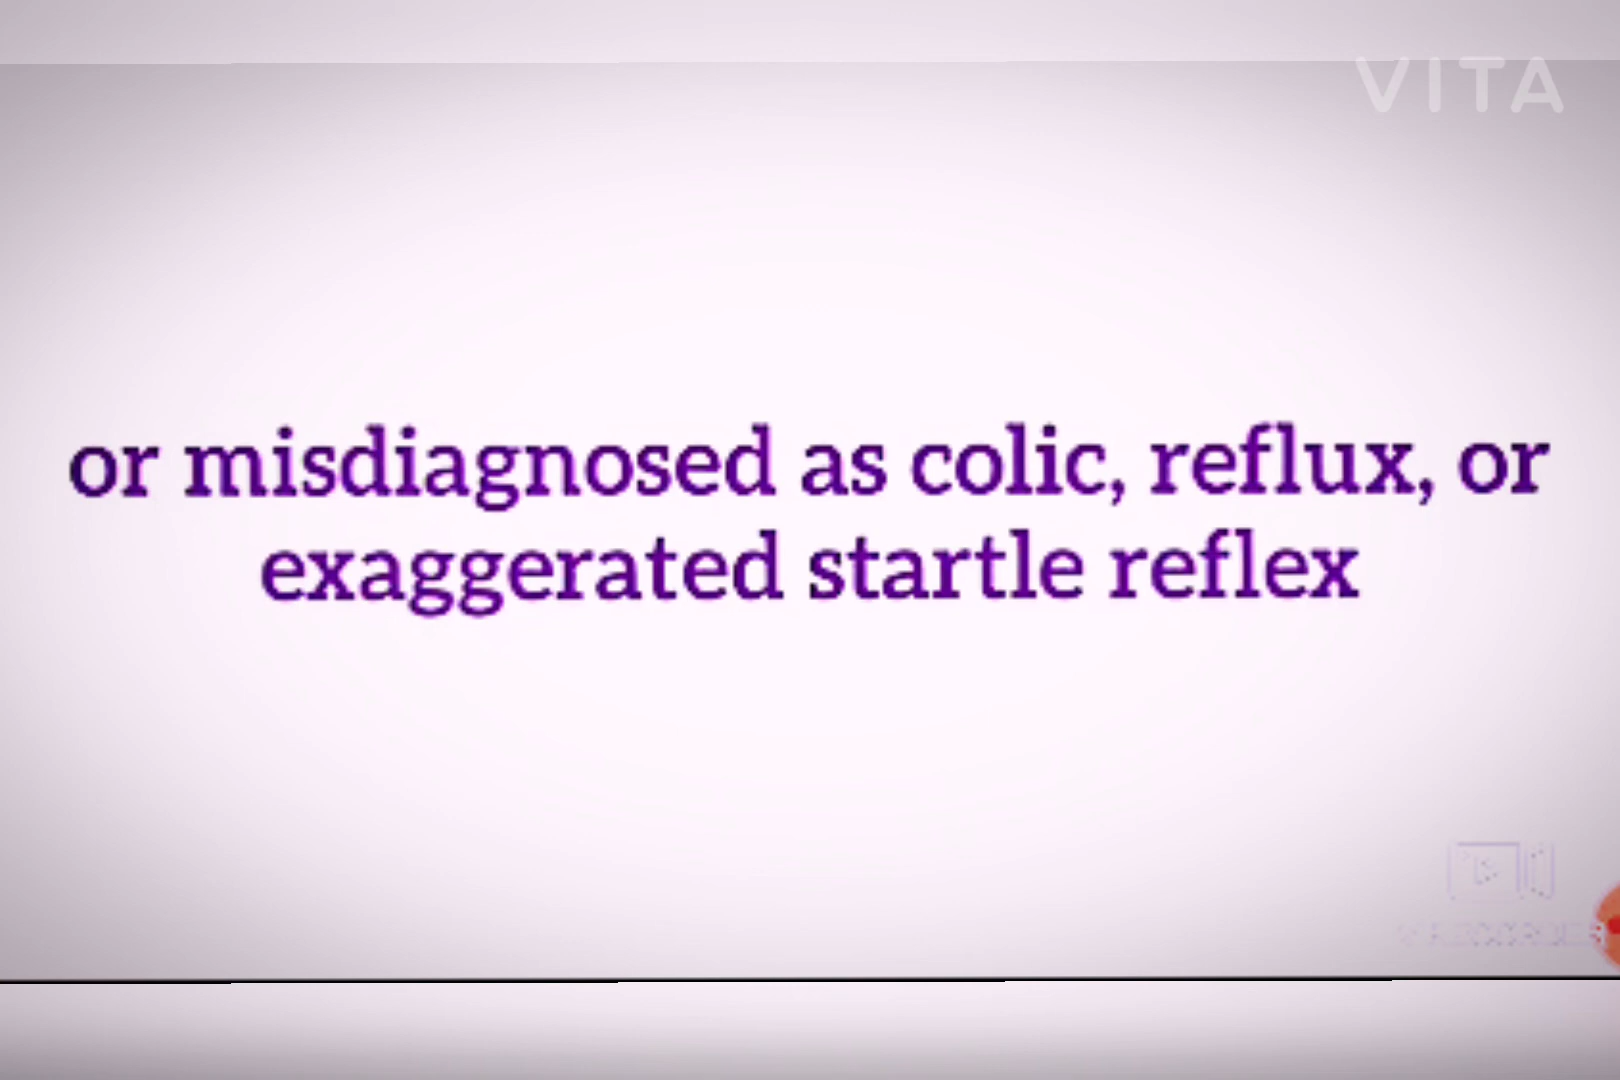 VITA
or misdiagnosed as colic, reflux, or
exaggerated startle reflex